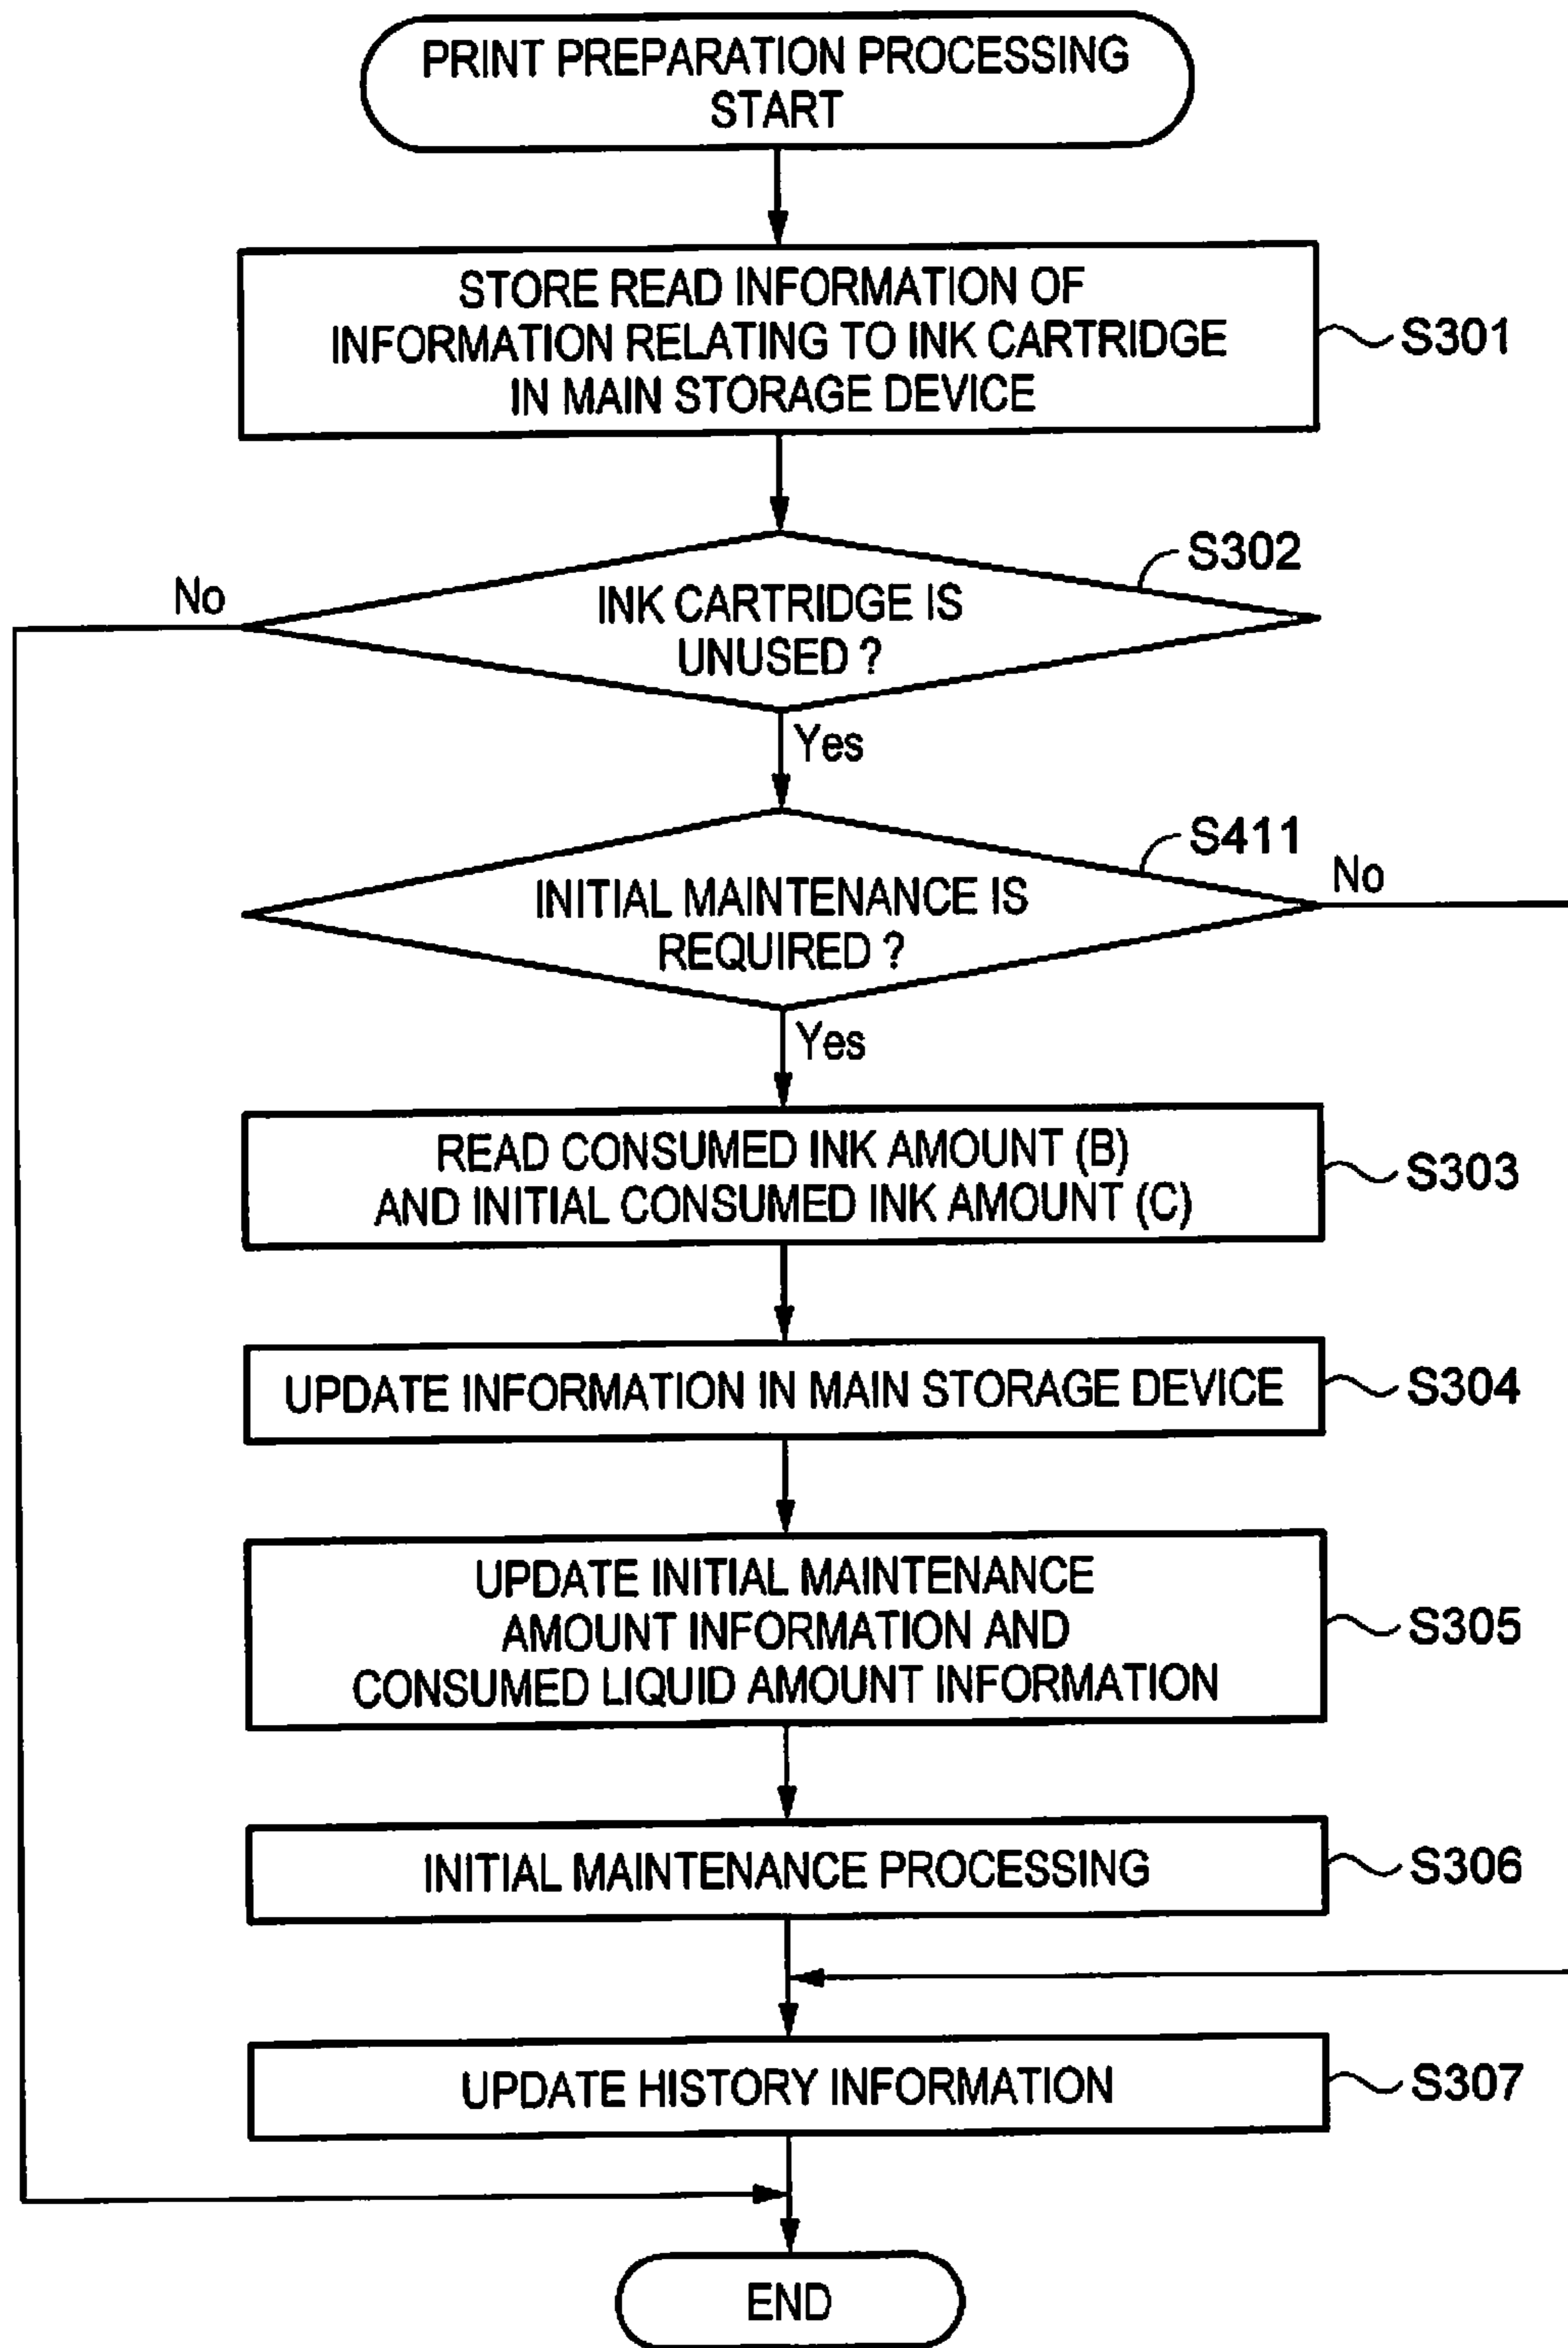 PRINT PREPARATION PROCESSING
START
STORE READ INFORMATION OF
INFORMATION RELATING TO INK CARTRIDGE
IN MAIN STORAGE DEVICE
S301
S302
No
INK CARTRIDGE IS
UNUSED ?
Yes
S411
No
INITIAL MAINTENANCE IS
REQUIRED ?
Yes
READ CONSUMED INK AMOUNT (B)
AND INITIAL CONSUMED INK AMOUNT (C)
S303
UPDATE INFORMATION IN MAIN STORAGE DEVICE
S304
UPDATE INITIAL MAINTENANCE
AMOUNT INFORMATION AND
CONSUMED LIQUID AMOUNT INFORMATION
S305
INITIAL MAINTENANCE PROCESSING
S306
UPDATE HISTORY INFORMATION
S307
END